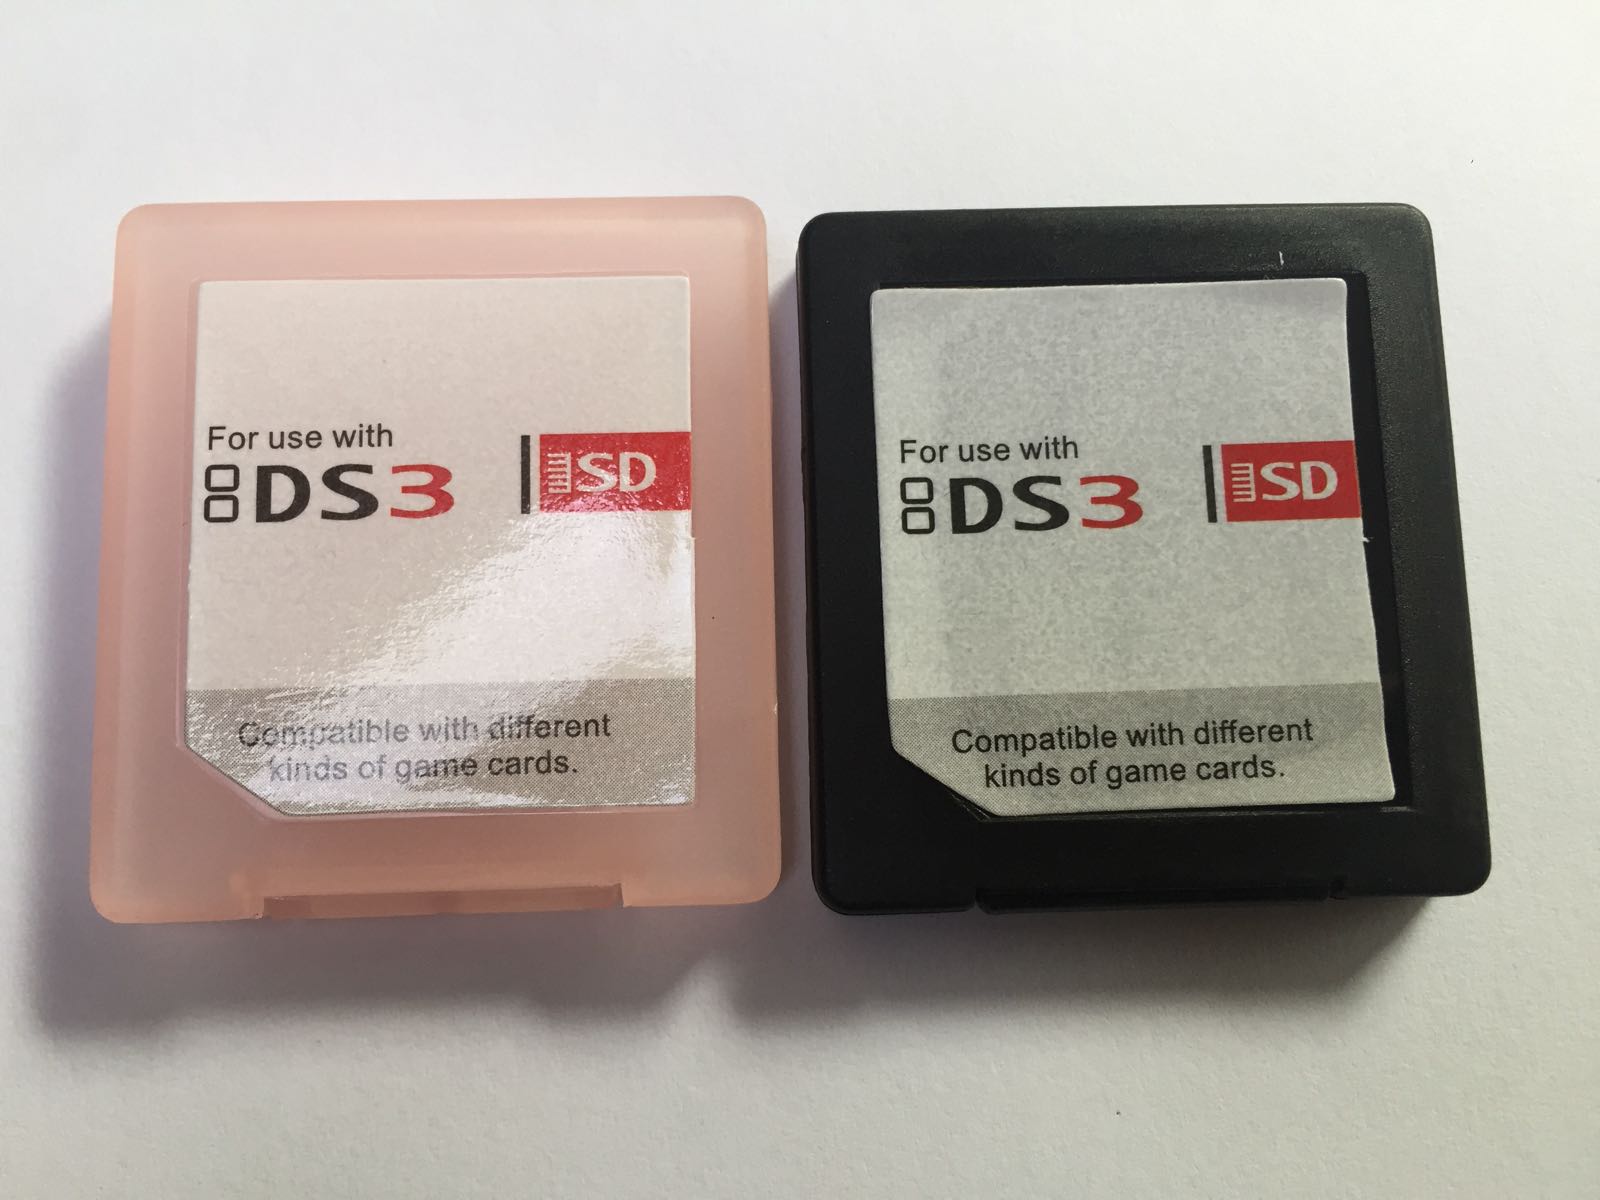 For use with
DS3
SD
Compatible with different
kinds of game cards.
For use with
DS3
SD
Compatible with different
kinds of game cards.